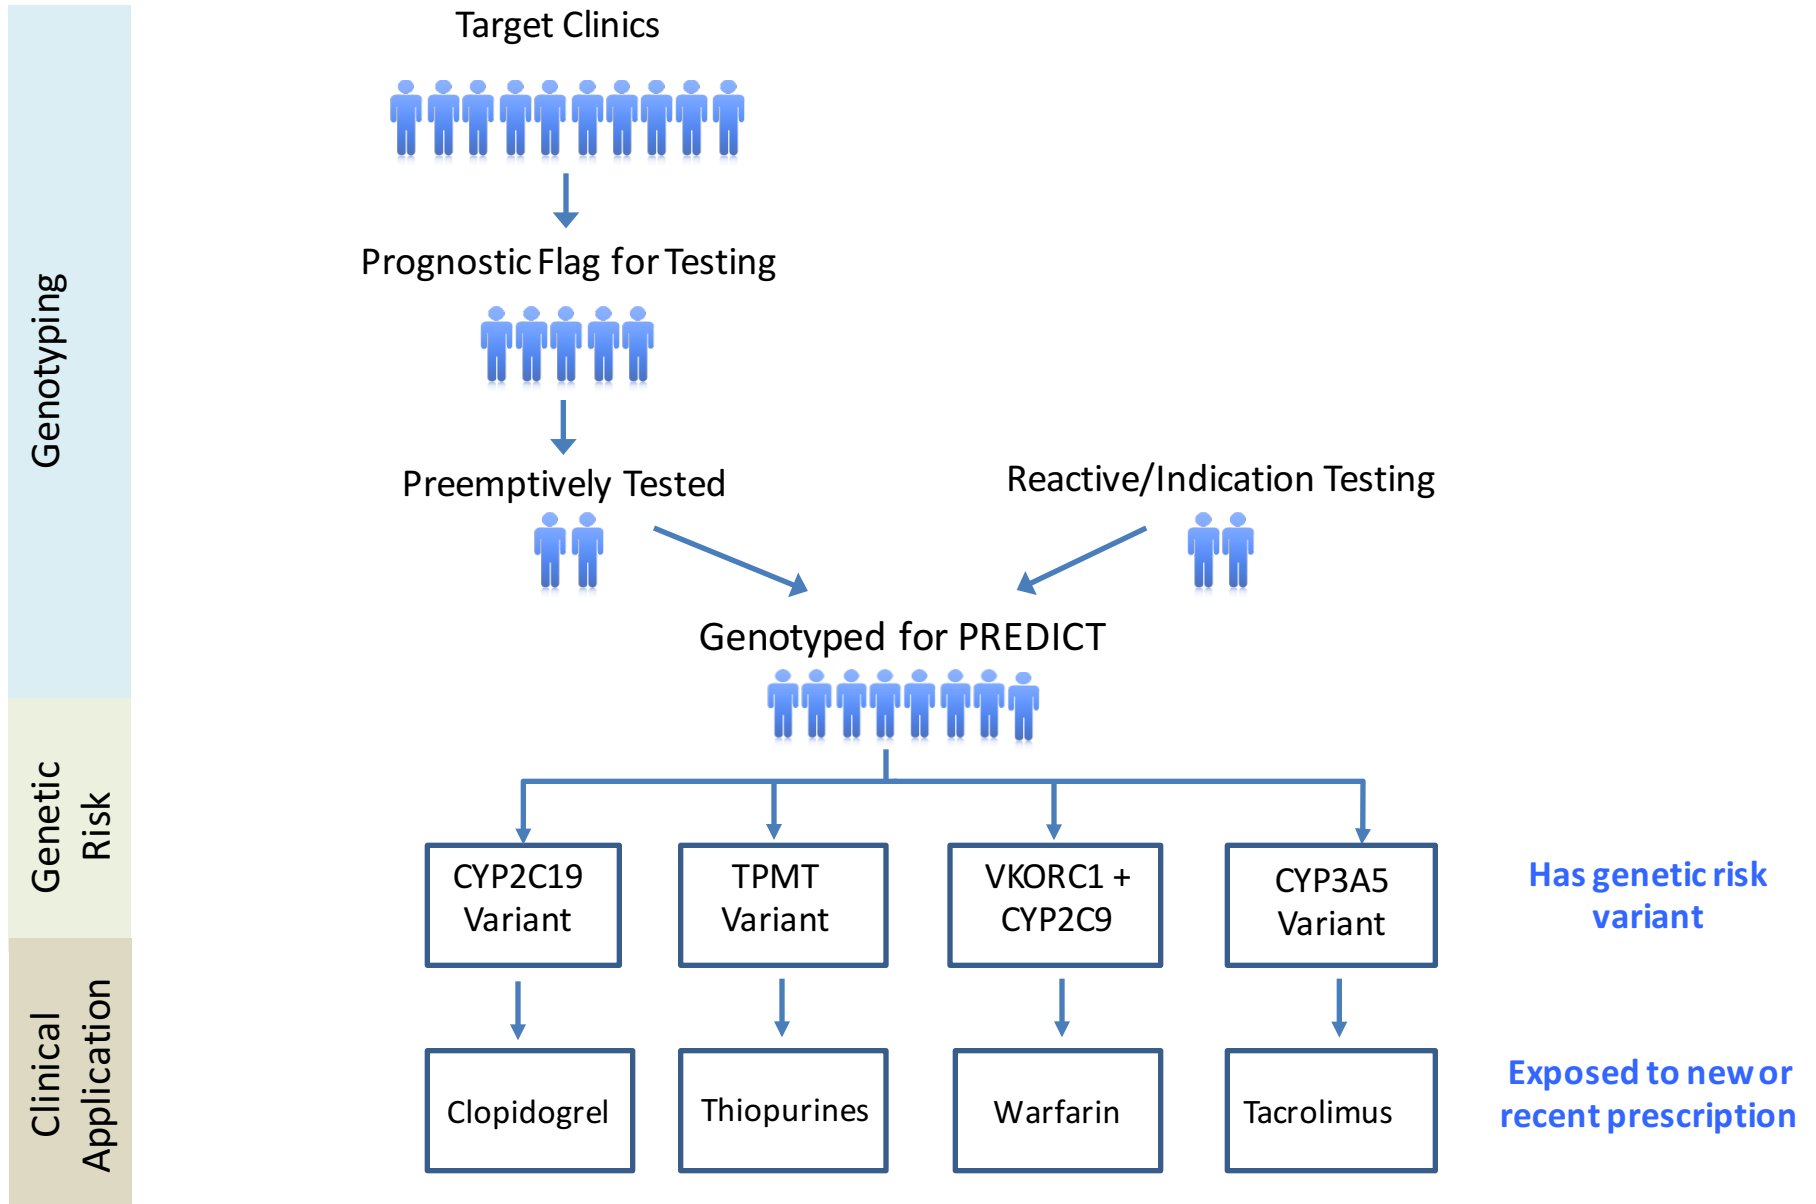 Target Clinics
Prognostic Flag for Testing
Preemptively Tested
Reactive/Indication Testing
Genotyped for PREDICT
Genotyping
Genetic
Risk
CYP2C19
Variant
TPMT
Variant
VKORC1 +
CYP2C9
CYP3A5
Variant
Has genetic risk
variant
Clinical
Application
Clopidogrel
Thiopurines
Warfarin
Tacrolimus
Exposed to new or
recent prescription